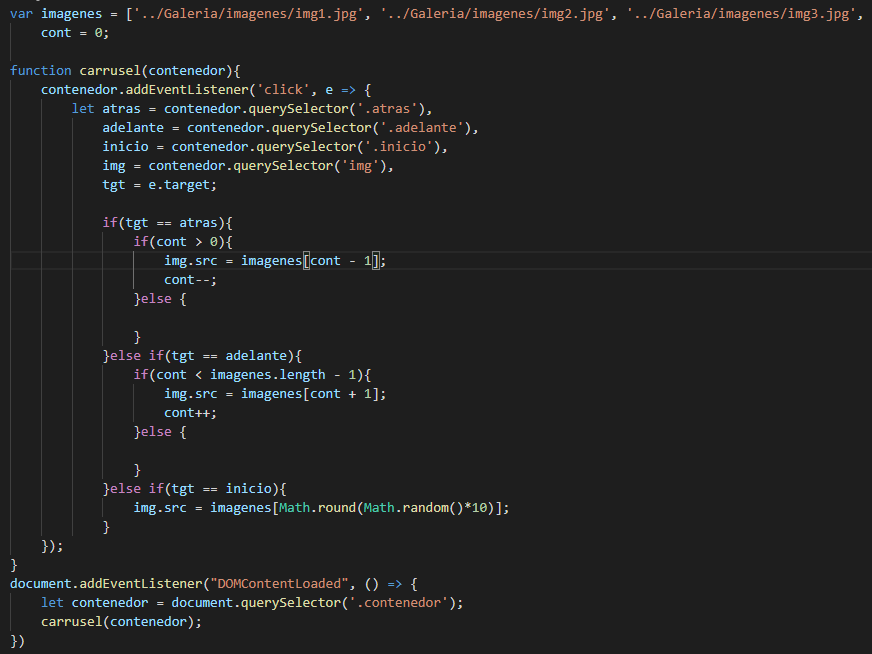 var imagenes = ['../Galeria/imagenes/img1.jpg', '../Galeria/imagenes/img2.jpg', '../Galeria/imagenes/img3.jpg',
    cont = 0;

function carrusel(contenedor){
    contenedor.addEventListener('click', e => {
        let atras = contenedor.querySelector('.atras'),
            adelante = contenedor.querySelector('.adelante'),
            inicio = contenedor.querySelector('.inicio'),
            img = contenedor.querySelector('img'),
            tgt = e.target;

            if(tgt == atras){
                if(cont > 0){
                    img.src = imagenes[cont - 1];
                    cont--;
                }else {

                }
            }else if(tgt == adelante){
                if(cont < imagenes.length - 1){
                    img.src = imagenes[cont + 1];
                    cont++;
                }else {

                }
            }else if(tgt == inicio){
                img.src = imagenes[Math.round(Math.random()*10)];
            }
    });
}
document.addEventListener("DOMContentLoaded", () => {
    let contenedor = document.querySelector('.contenedor');
    carrusel(contenedor);
})